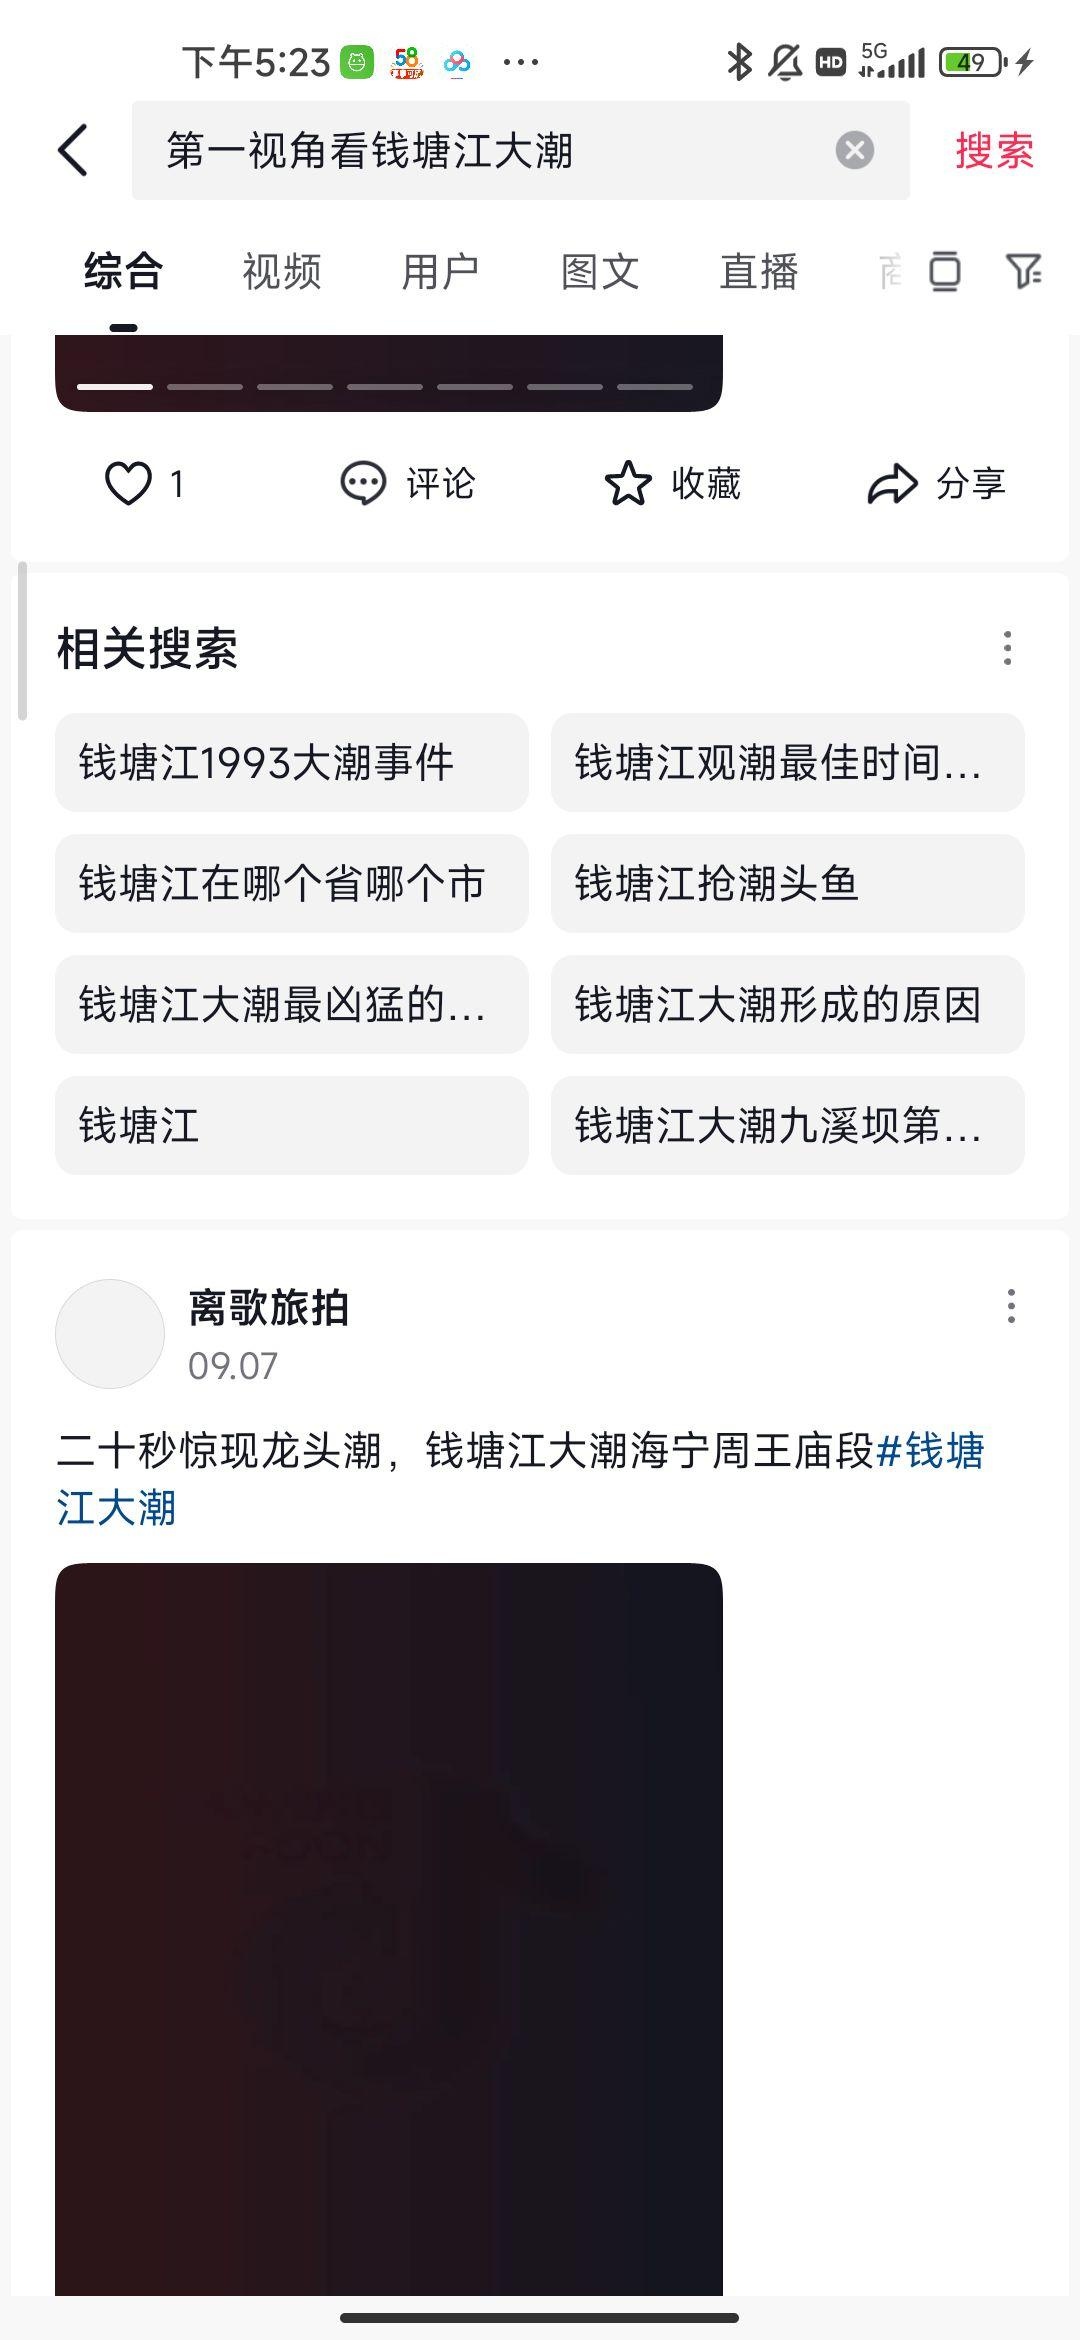 下午5:23
58
HD
5G
49
第一视角看钱塘江大潮
搜索
综合
视频
用户
图文
直播
1
评论
收藏
分享
相关搜索
钱塘江1993大潮事件
钱塘江观潮最佳时间...
钱塘江在哪个省哪个市
钱塘江抢潮头鱼
钱塘江大潮最凶猛的...
钱塘江大潮形成的原因
钱塘江
钱塘江大潮九溪坝第...
离歌旅拍
09.07
二十秒惊现龙头潮，钱塘江大潮海宁周王庙段#钱塘
江大潮